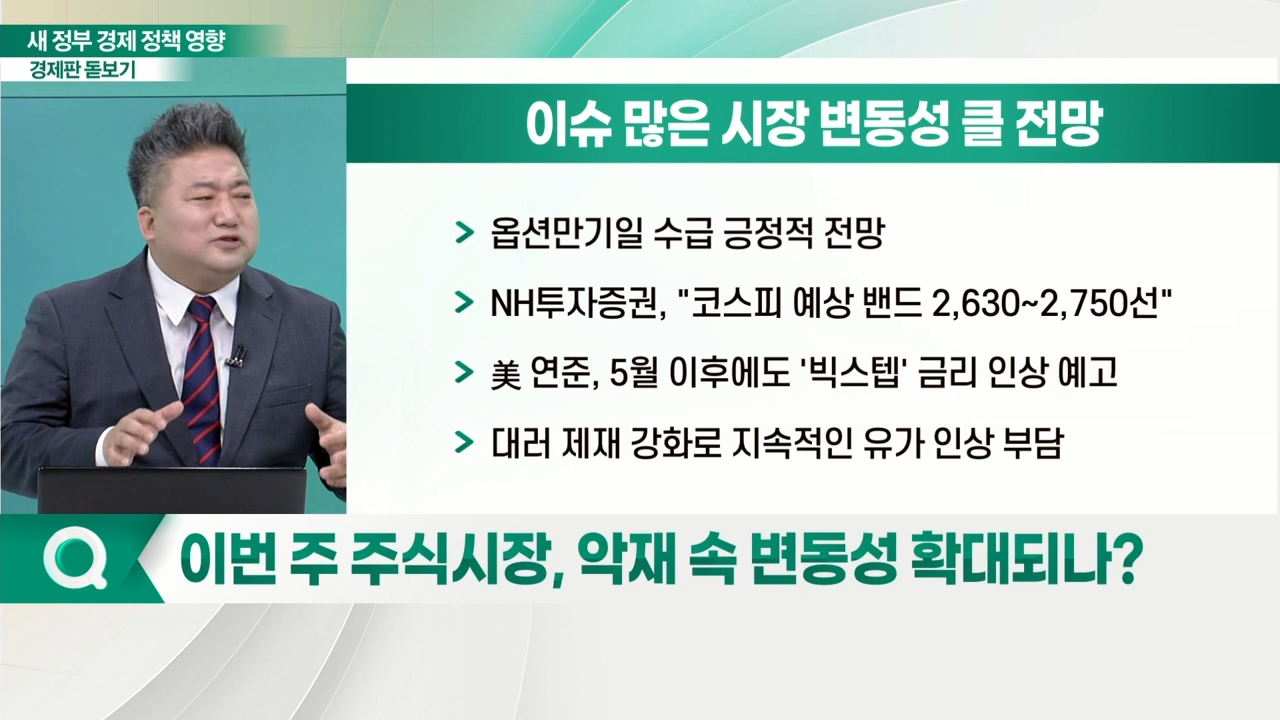 새 정부 경제 정책 영향
경제판 돋보기
이슈 많은 시장 변동성 클 전망
> 옵션만기일 수급 긍정적 전망
> NH투자증권, "코스피 예상 밴드 2,630~2,750선"
> 美 연준, 5월 이후에도 '빅스텝' 금리 인상 예고
> 대러 제재 강화로 지속적인 유가 인상 부담
Q 이번 주 주식시장, 악재 속 변동성 확대되나?